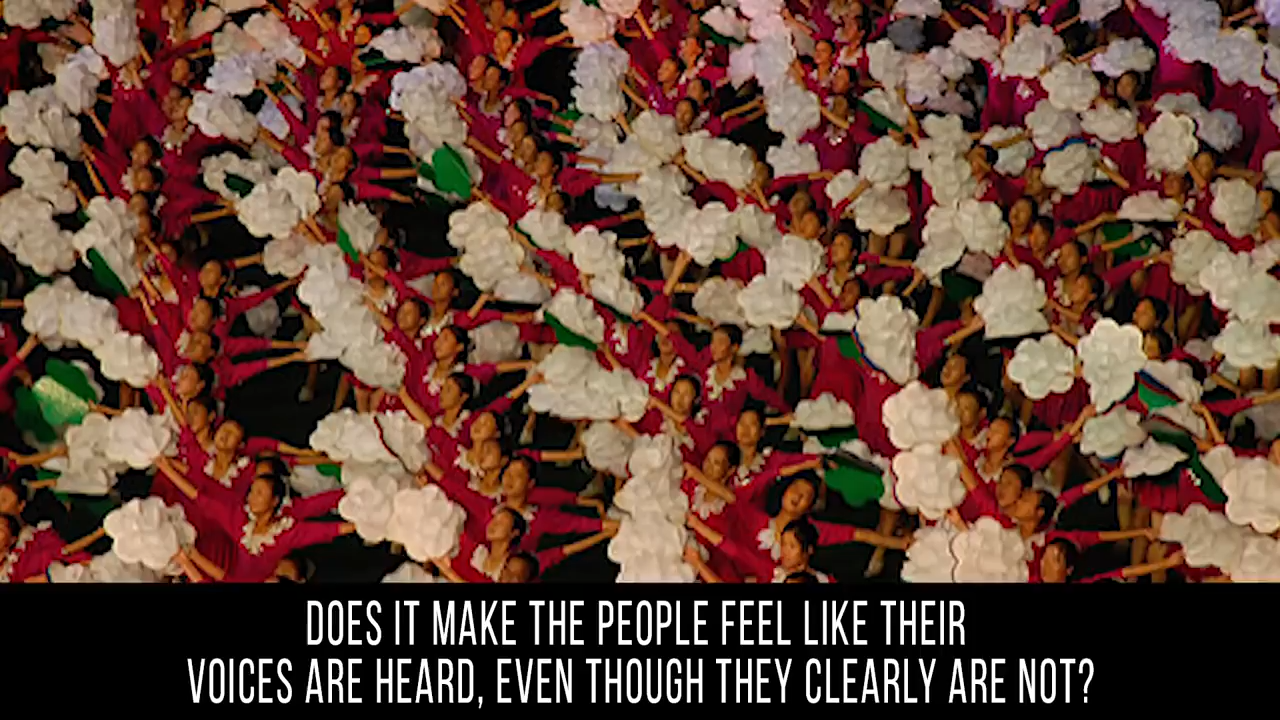 DOES IT MAKE THE PEOPLE FEEL LIKE THEIR
VOICES ARE HEARD, EVEN THOUGH THEY CLEARLY ARE NOT?